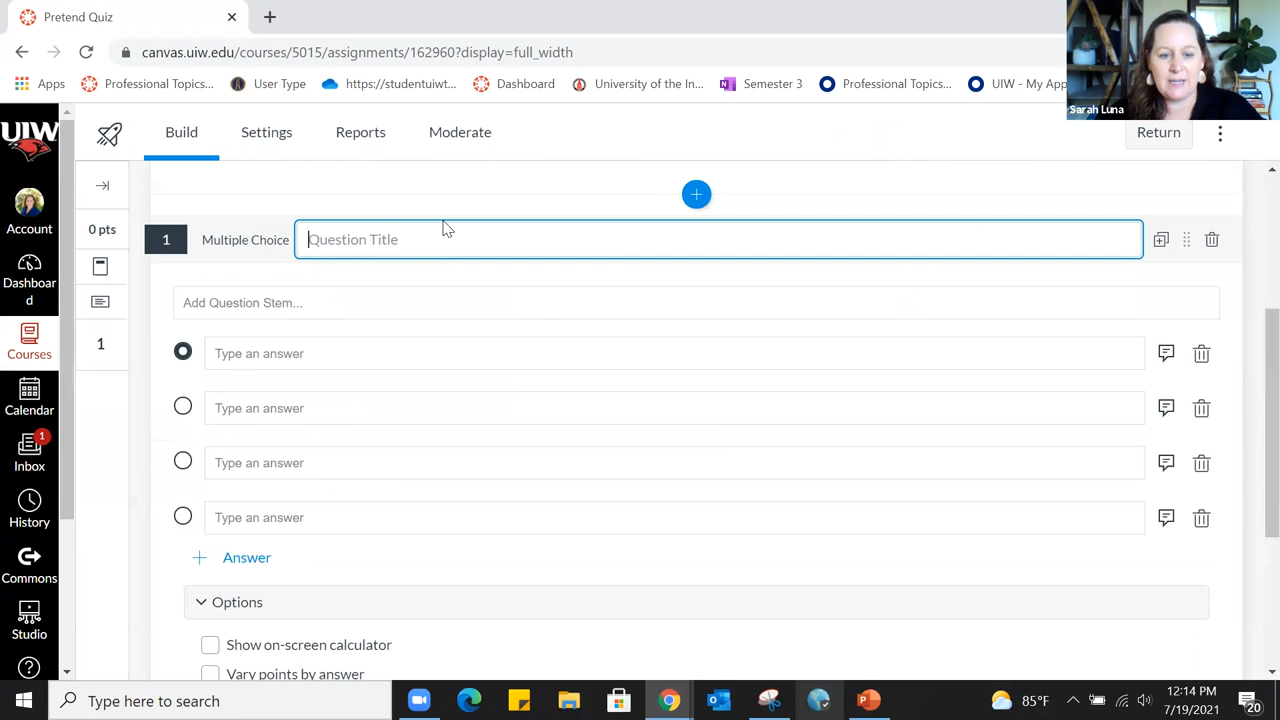 Pretend Quiz
canvas.uiw.edu/courses/5015/assignments/162960?display=full_width
Apps
Professional Topics...
User Type
https://studentuiwt...
Dashbo
University of the In...
Semester 3
Professional Topics...
UIW - My App
Sarah Luna
UIW
Build
Settings
Reports
Moderate
Return
Account
Dashboar
d
Courses
Calendar
1
Inbox
History
Commons
Studio
0 pts
1
1
Multiple Choice
Question Title
Add Question Stem...
Type an answer
Type an answer
Type an answer
Type an answer
+ Answer
Options
Show on-screen calculator
Vary points by answer
Type here to search
85°F
12:14 PM
7/19/2021
20